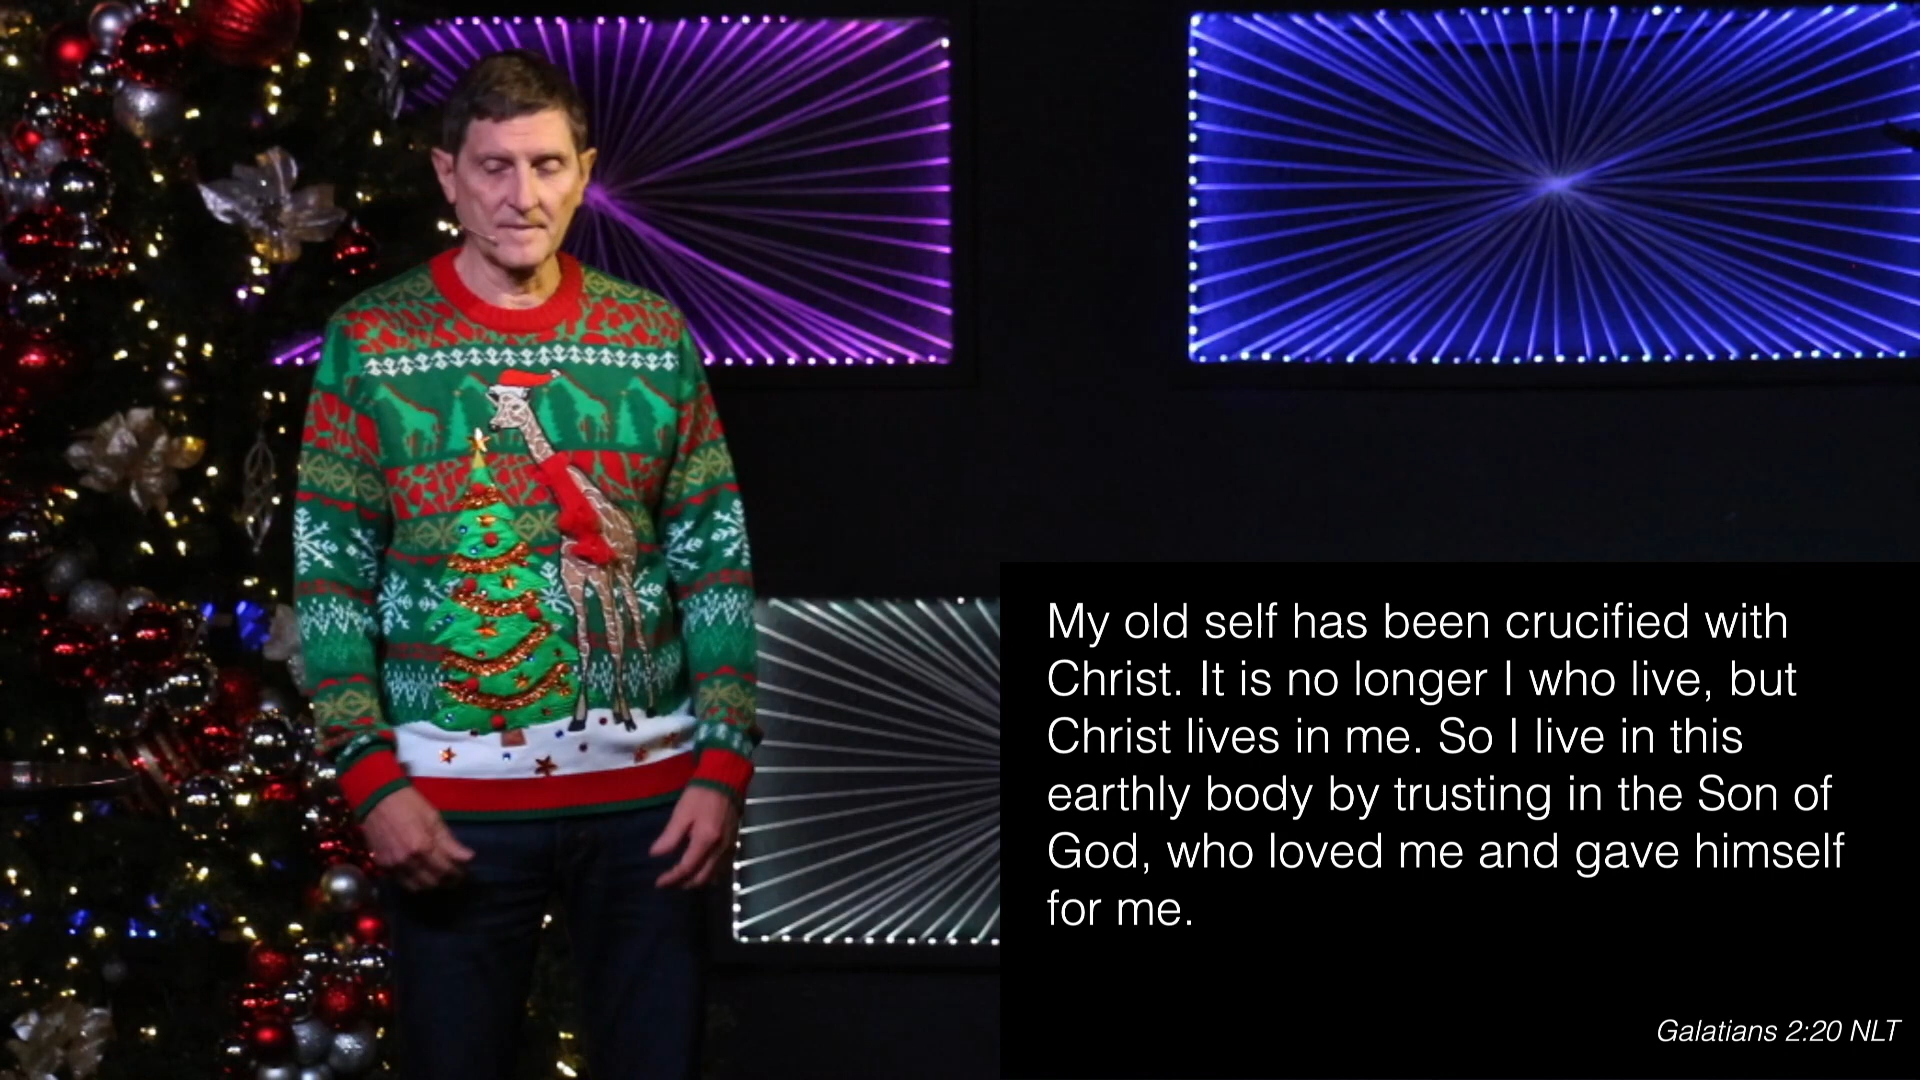 My old self has been crucified with
Christ. It is no longer I who live, but
Christ lives in me. So I live in this
earthly body by trusting in the Son of
God, who loved me and gave himself
for me.
Galatians 2:20 NLT